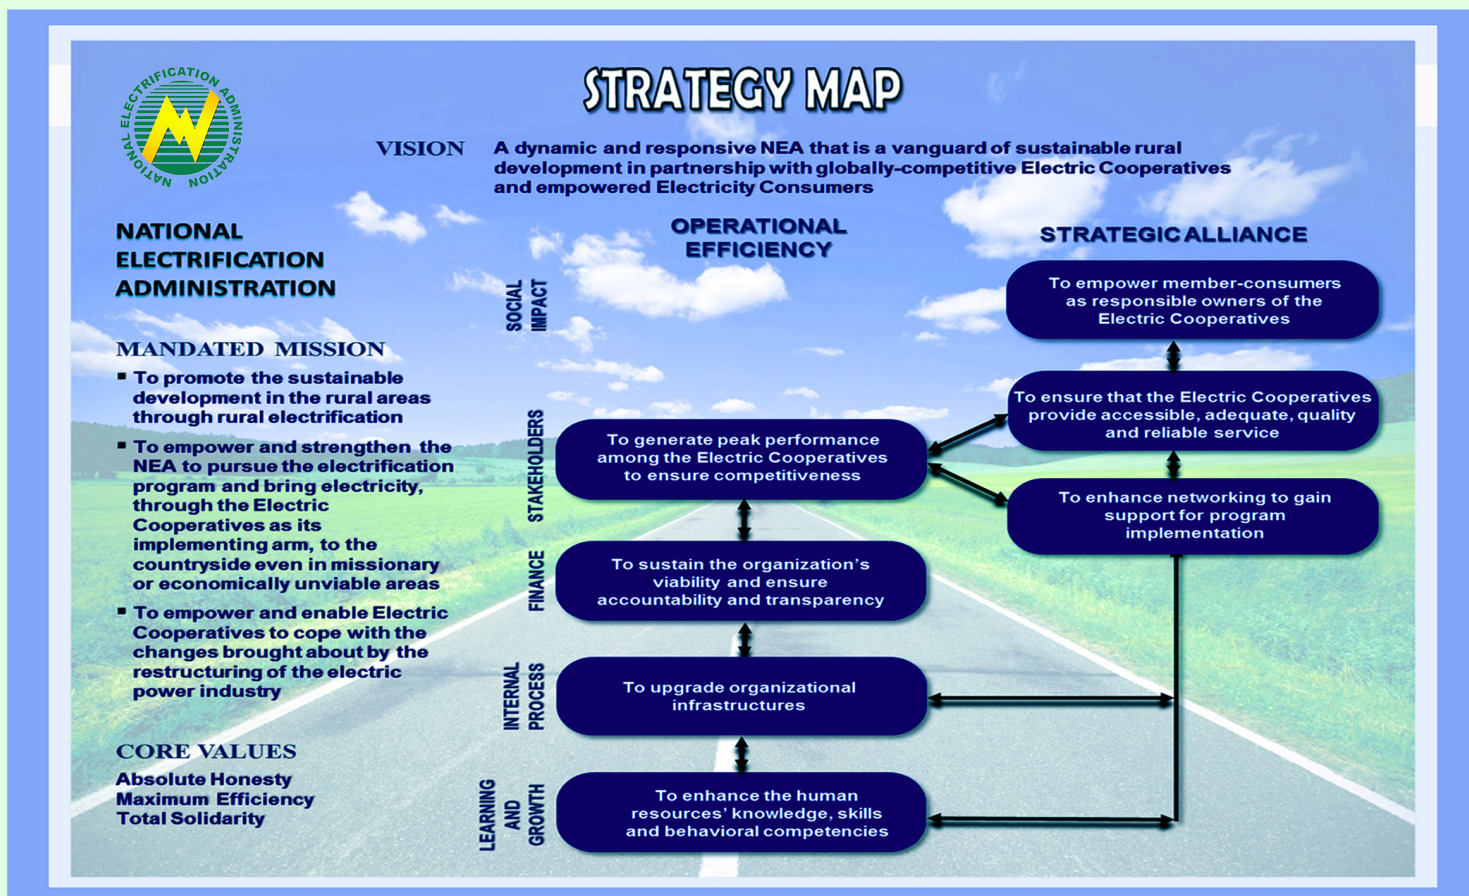 NATIONAL ELECTRIFICATION ADMINISTRATION
NATION
STRATEGY MAP
VISION
A dynamic and responsive NEA that is a vanguard of sustainable rural
development in partnership with globally-competitive Electric Cooperatives
and empowered Electricity Consumers
NATIONAL
ELECTRIFICATION
ADMINISTRATION
MANDATED MISSION
▪ To promote the sustainable
development in the rural areas
through rural electrification
▪ To empower and strengthen the
NEA to pursue the electrification
program and bring electricity,
through the Electric
Cooperatives as its
implementing arm, to the
countryside even in missionary
or economically unviable areas
▪ To empower and enable Electric
Cooperatives to cope with the
changes brought about by the
restructuring of the electric
power industry
CORE VALUES
Absolute Honesty
Maximum Efficiency
Total Solidarity
OPERATIONAL
EFFICIENCY
STRATEGIC ALLIANCE
SOCIAL
IMPACT
To empower member-consumers
as responsible owners of the
Electric Cooperatives
STAKEHOLDERS
To generate peak performance
among the Electric Cooperatives
to ensure competitiveness
To ensure that the Electric Cooperatives
provide accessible, adequate, quality
and reliable service
To enhance networking to gain
support for program
implementation
FINANCE
To sustain the organization's
viability and ensure
accountability and transparency
INTERNAL
PROCESS
To upgrade organizational
infrastructures
LEARNING
AND
GROWTH
To enhance the human
resources' knowledge, skills
and behavioral competencies